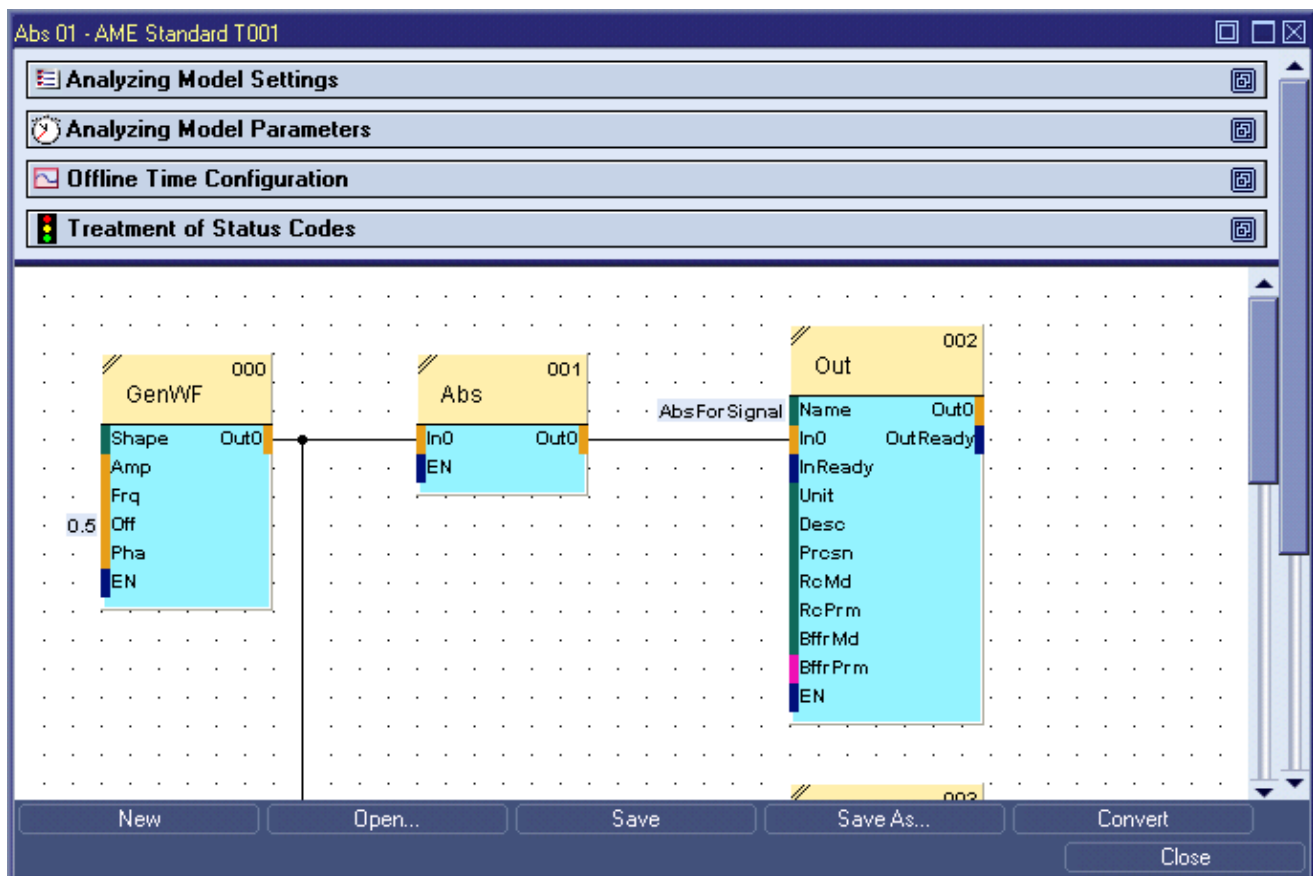 Abs 01 - AME Standard T001
Analyzing Model Settings
Analyzing Model Parameters
Offline Time Configuration
Treatment of Status Codes
000
GenWF
Shape Out0
Amp
Frq
0.5 Off
Pha
EN
001
Abs
In0 Out0
EN
002
Out
AbsForSignal Name Out0
In0 OutReady
InReady
Unit
Desc
Prcsn
RcMd
RcPrm
BffrMd
BffrPrm
EN
003
New Open... Save Save As... Convert
Close